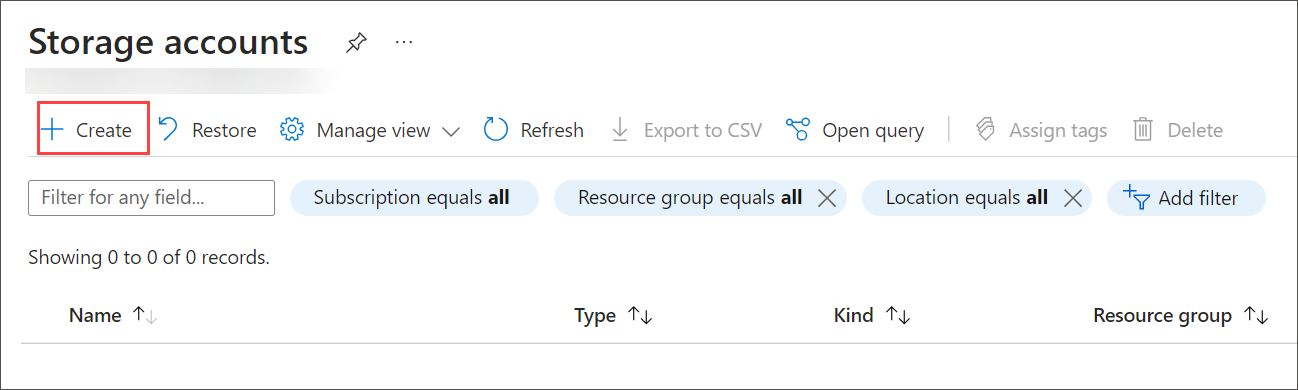 Storage accounts
Create Restore Manage view Refresh Export to CSV Open query Assign tags Delete
Filter for any field... Subscription equals all Resource group equals all Location equals all Add filter
Showing 0 to 0 of 0 records.
Name Type Kind Resource group